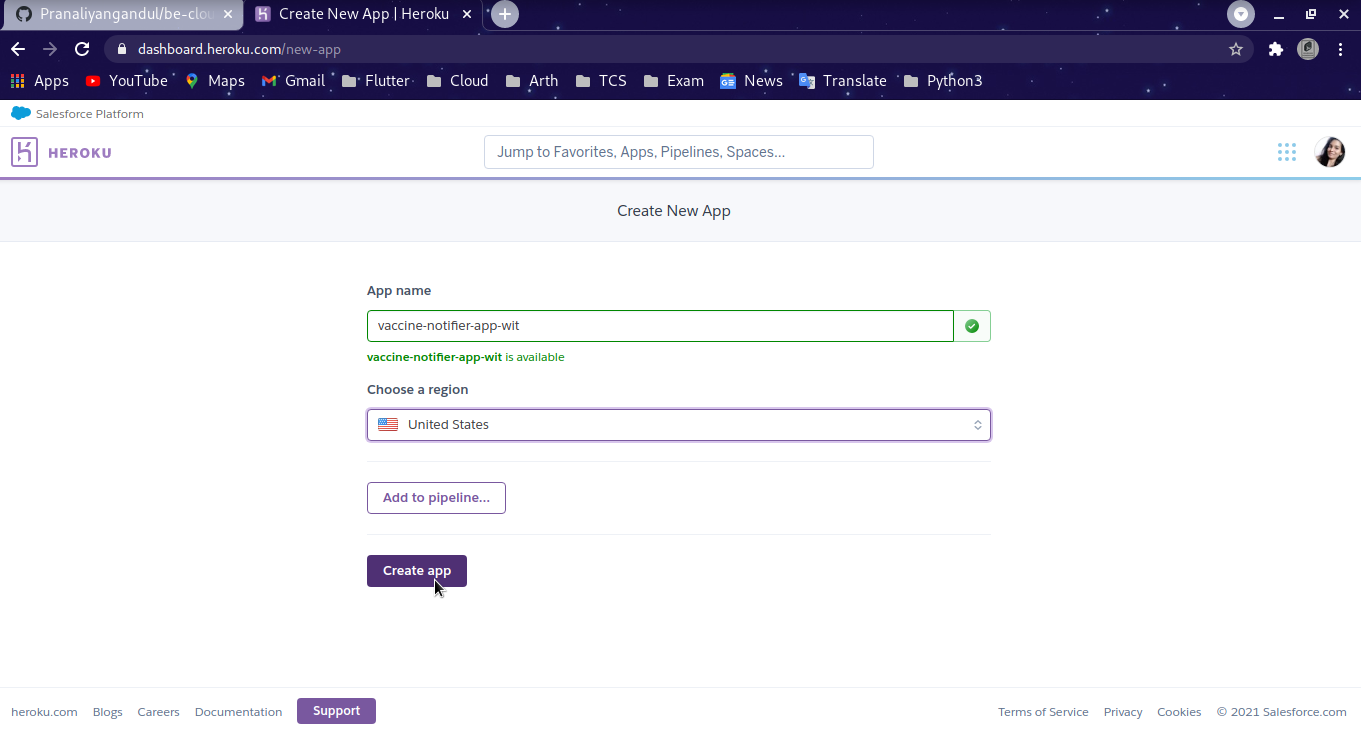 Pranaliyangandul/be-clou
Create New App | Heroku
dashboard.heroku.com/new-app
Apps YouTube Maps Gmail Flutter Cloud Arth TCS Exam News Translate Python3
Salesforce Platform
HEROKU
Jump to Favorites, Apps, Pipelines, Spaces...
Create New App
App name
vaccine-notifier-app-wit
vaccine-notifier-app-wit is available
Choose a region
United States
Add to pipeline...
Create app
heroku.com Blogs Careers Documentation Support Terms of Service Privacy Cookies © 2021 Salesforce.com